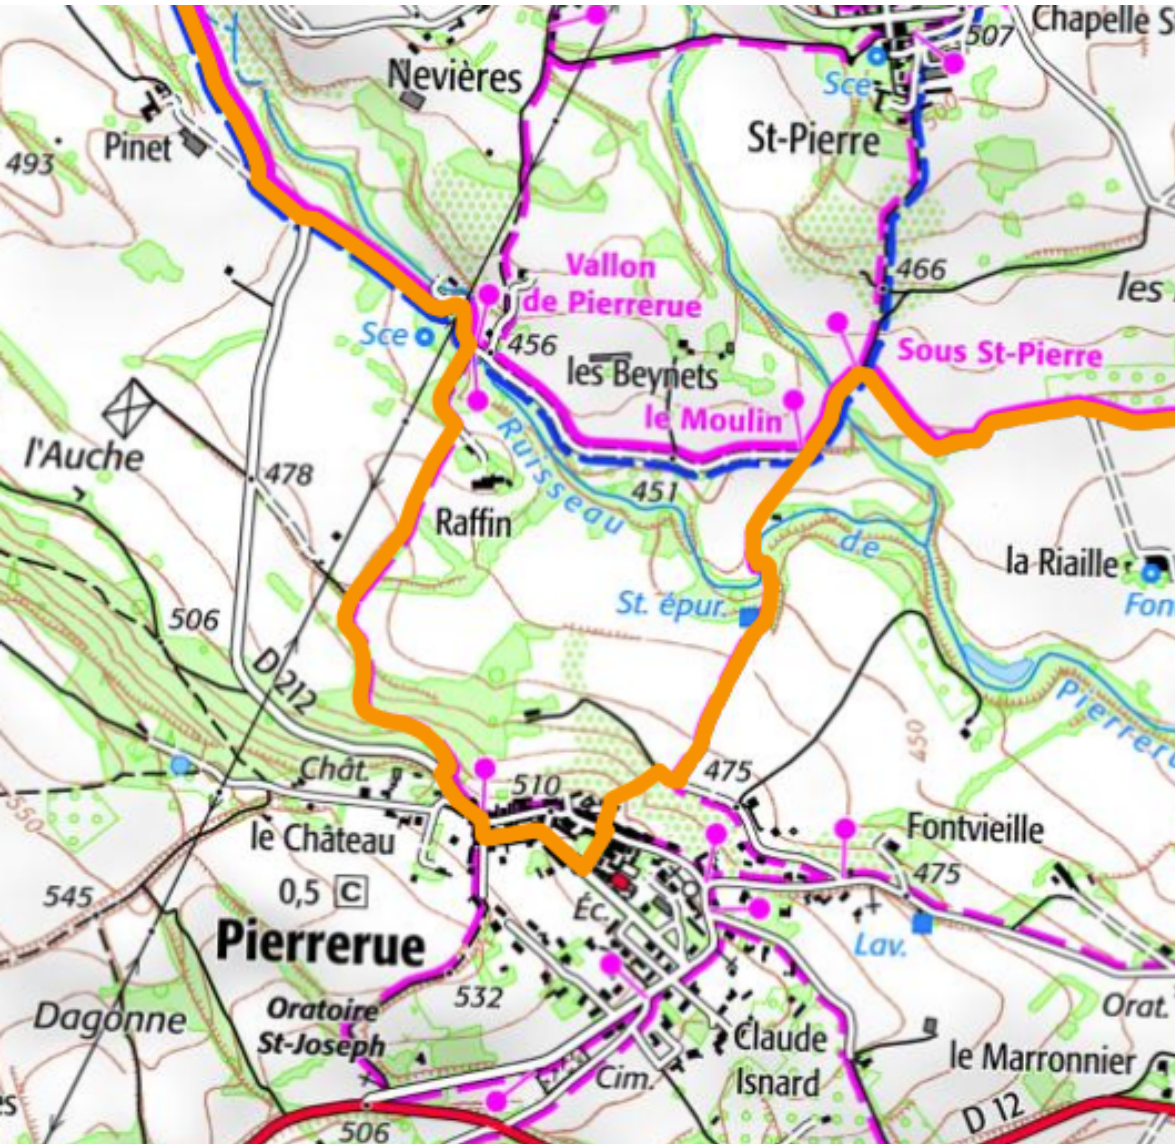 Chapelle S
507
Nevières
Sce
Pinet
St-Pierre
493
466
Vallon
de Pierrerue
les
Sce
456
Sous St-Pierre
les Beynets
le Moulin
l'Auche
478
Ruisseau
451
Raffin
de
la Riaille
St. épur.
Fon
506
D 212
Pierreru
450
475
Chât.
510
le Château
Fontvieille
475
0,5 C
545
Éc.
Pierrerue
Lav.
550
532
Oratoire
St-Joseph
Dagonne
Orat.
Claude
Isnard
le Marronnier
Cim.
es
D 12
506